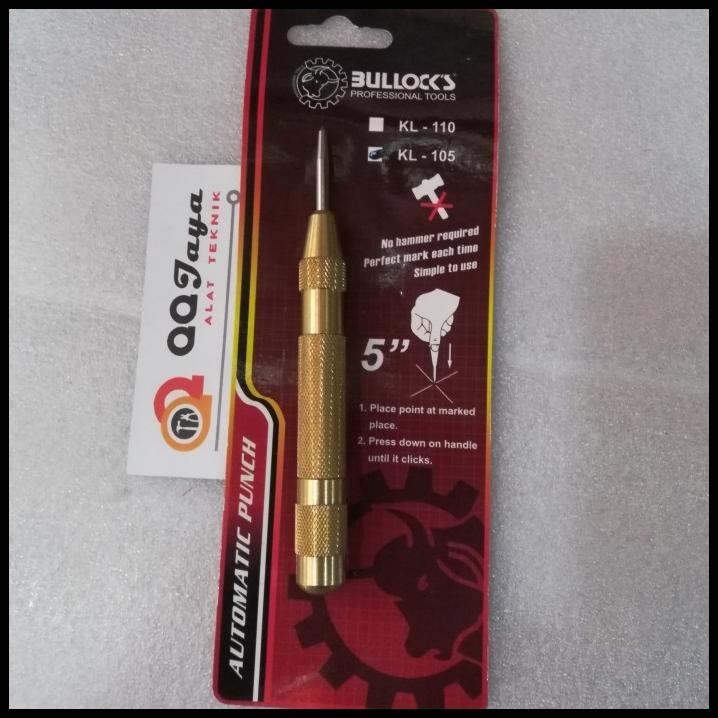 BULLOCK'S
PROFESSIONAL TOOLS
KL - 110
KL - 105
No hammer required
Perfect mark each time
Simple to use
5"
1. Place point at marked
place.
2. Press down on handle
until it clicks.
AUTOMATIC PUNCH
QQJaya
ALAT TEKNIK